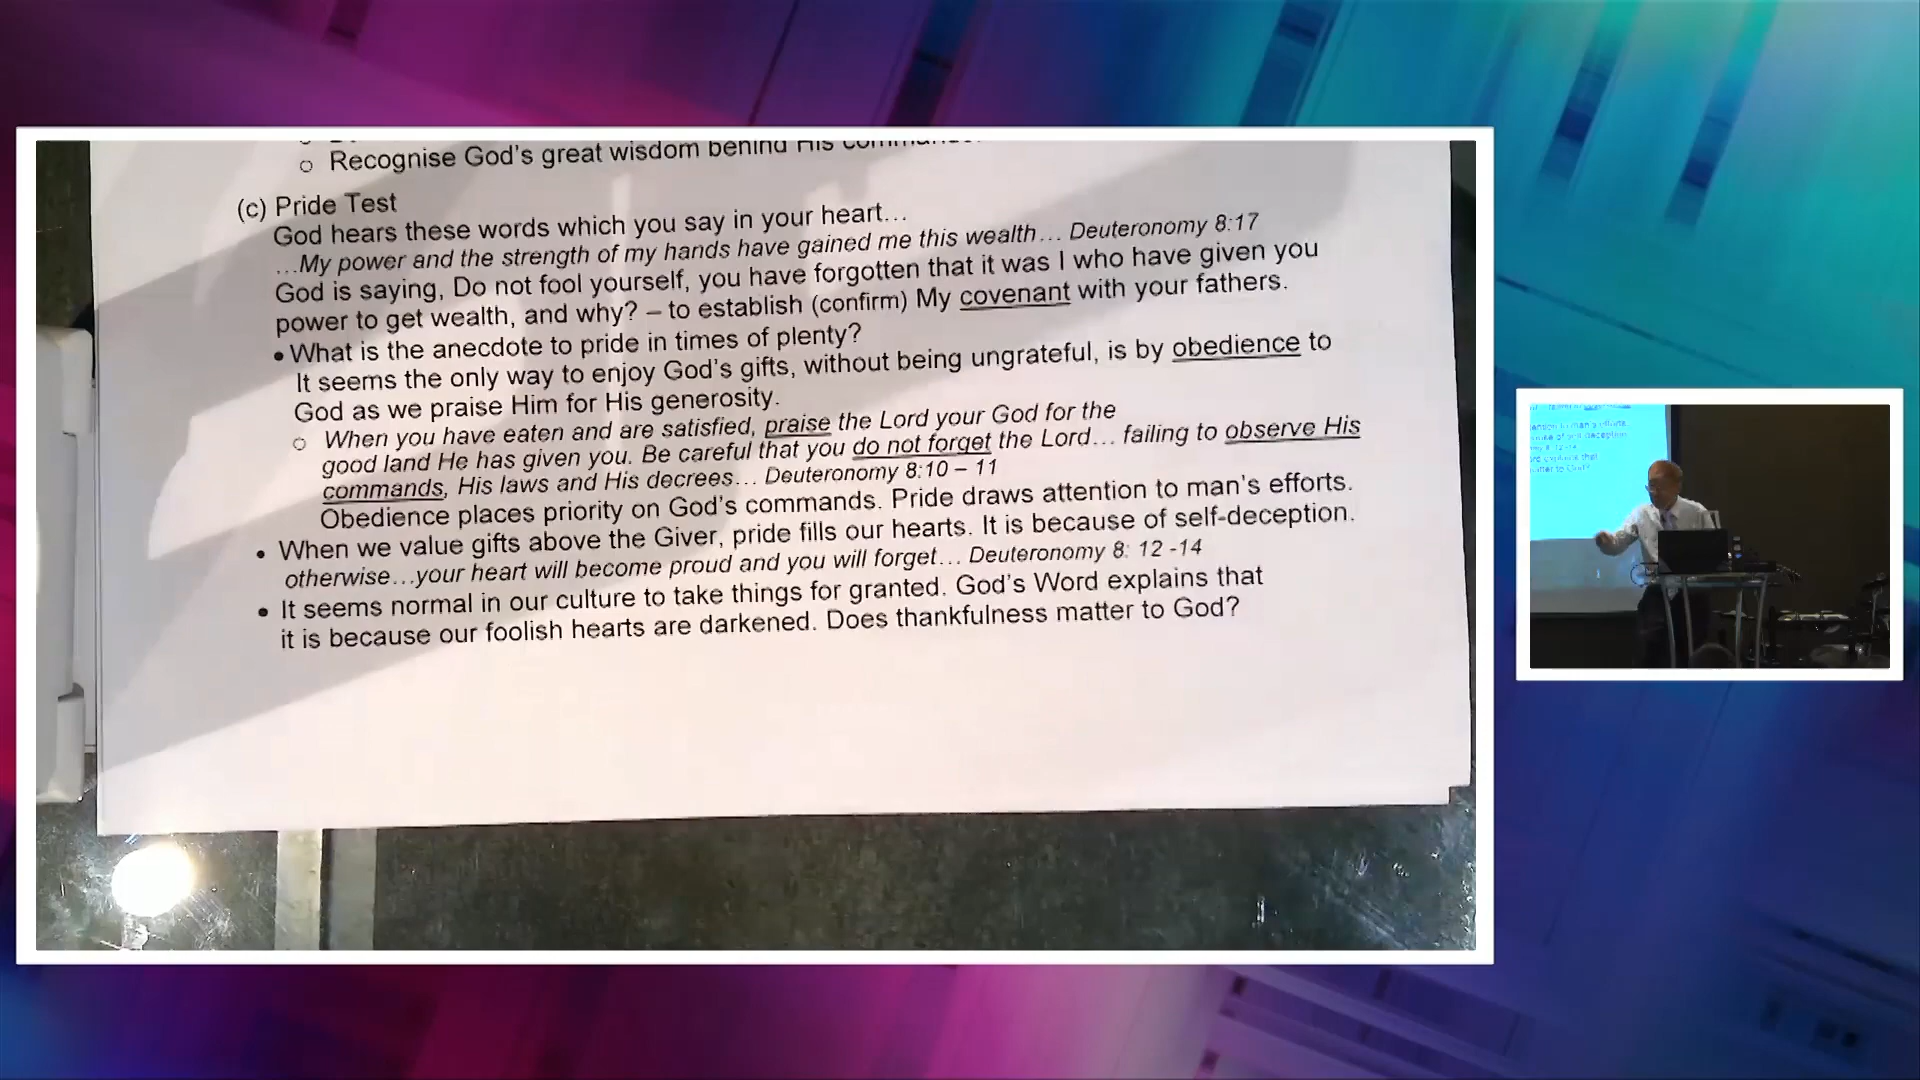 Recognise God's great wisdom behind His
(c) Pride Test
God hears these words which you say in your heart...
...My power and the strength of my hands have gained me this wealth... Deuteronomy 8:17
God is saying, Do not fool yourself, you have forgotten that it was I who have given you
power to get wealth, and why? – to establish (confirm) My covenant with your fathers.
• What is the anecdote to pride in times of plenty?
It seems the only way to enjoy God's gifts, without being ungrateful, is by obedience to
God as we praise Him for His generosity.
○ When you have eaten and are satisfied, praise the Lord your God for the
good land He has given you. Be careful that you do not forget the Lord... failing to observe His
commands, His laws and His decrees... Deuteronomy 8:10 – 11
Obedience places priority on God's commands. Pride draws attention to man's efforts.
• When we value gifts above the Giver, pride fills our hearts. It is because of self-deception.
otherwise...your heart will become proud and you will forget... Deuteronomy 8: 12 -14
• It seems normal in our culture to take things for granted. God's Word explains that
it is because our foolish hearts are darkened. Does thankfulness matter to God?